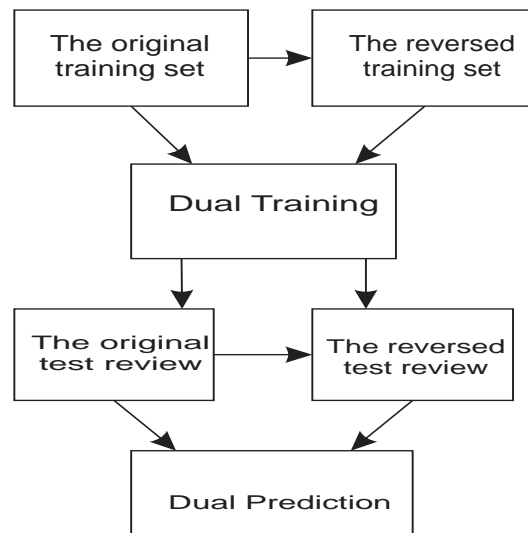 The original
training set
The reversed
training set
Dual Training
The original
test review
The reversed
test review
Dual Prediction